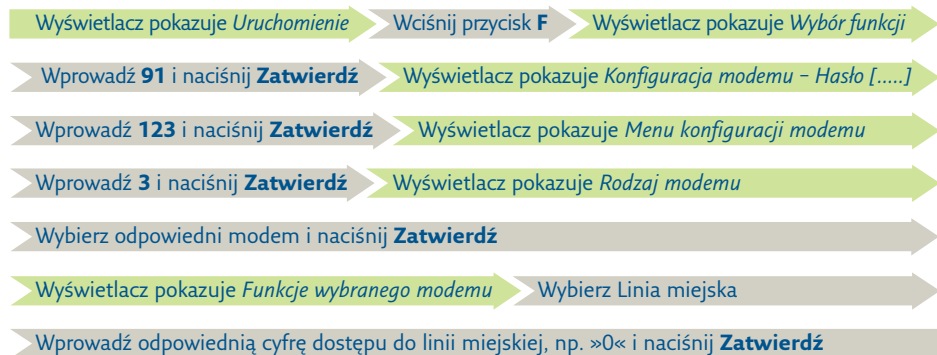 Wyświetlacz pokazuje Uruchomienie Wciśnij przycisk F Wyświetlacz pokazuje Wybór funkcji
Wprowadź 91 i naciśnij Zatwierdź Wyświetlacz pokazuje Konfiguracja modemu – Hasło [.....]
Wprowadź 123 i naciśnij Zatwierdź Wyświetlacz pokazuje Menu konfiguracji modemu
Wprowadź 3 i naciśnij Zatwierdź Wyświetlacz pokazuje Rodzaj modemu
Wybierz odpowiedni modem i naciśnij Zatwierdź
Wyświetlacz pokazuje Funkcje wybranego modemu Wybierz Linia miejska
Wprowadź odpowiednią cyfrę dostępu do linii miejskiej, np. »0« i naciśnij Zatwierdź